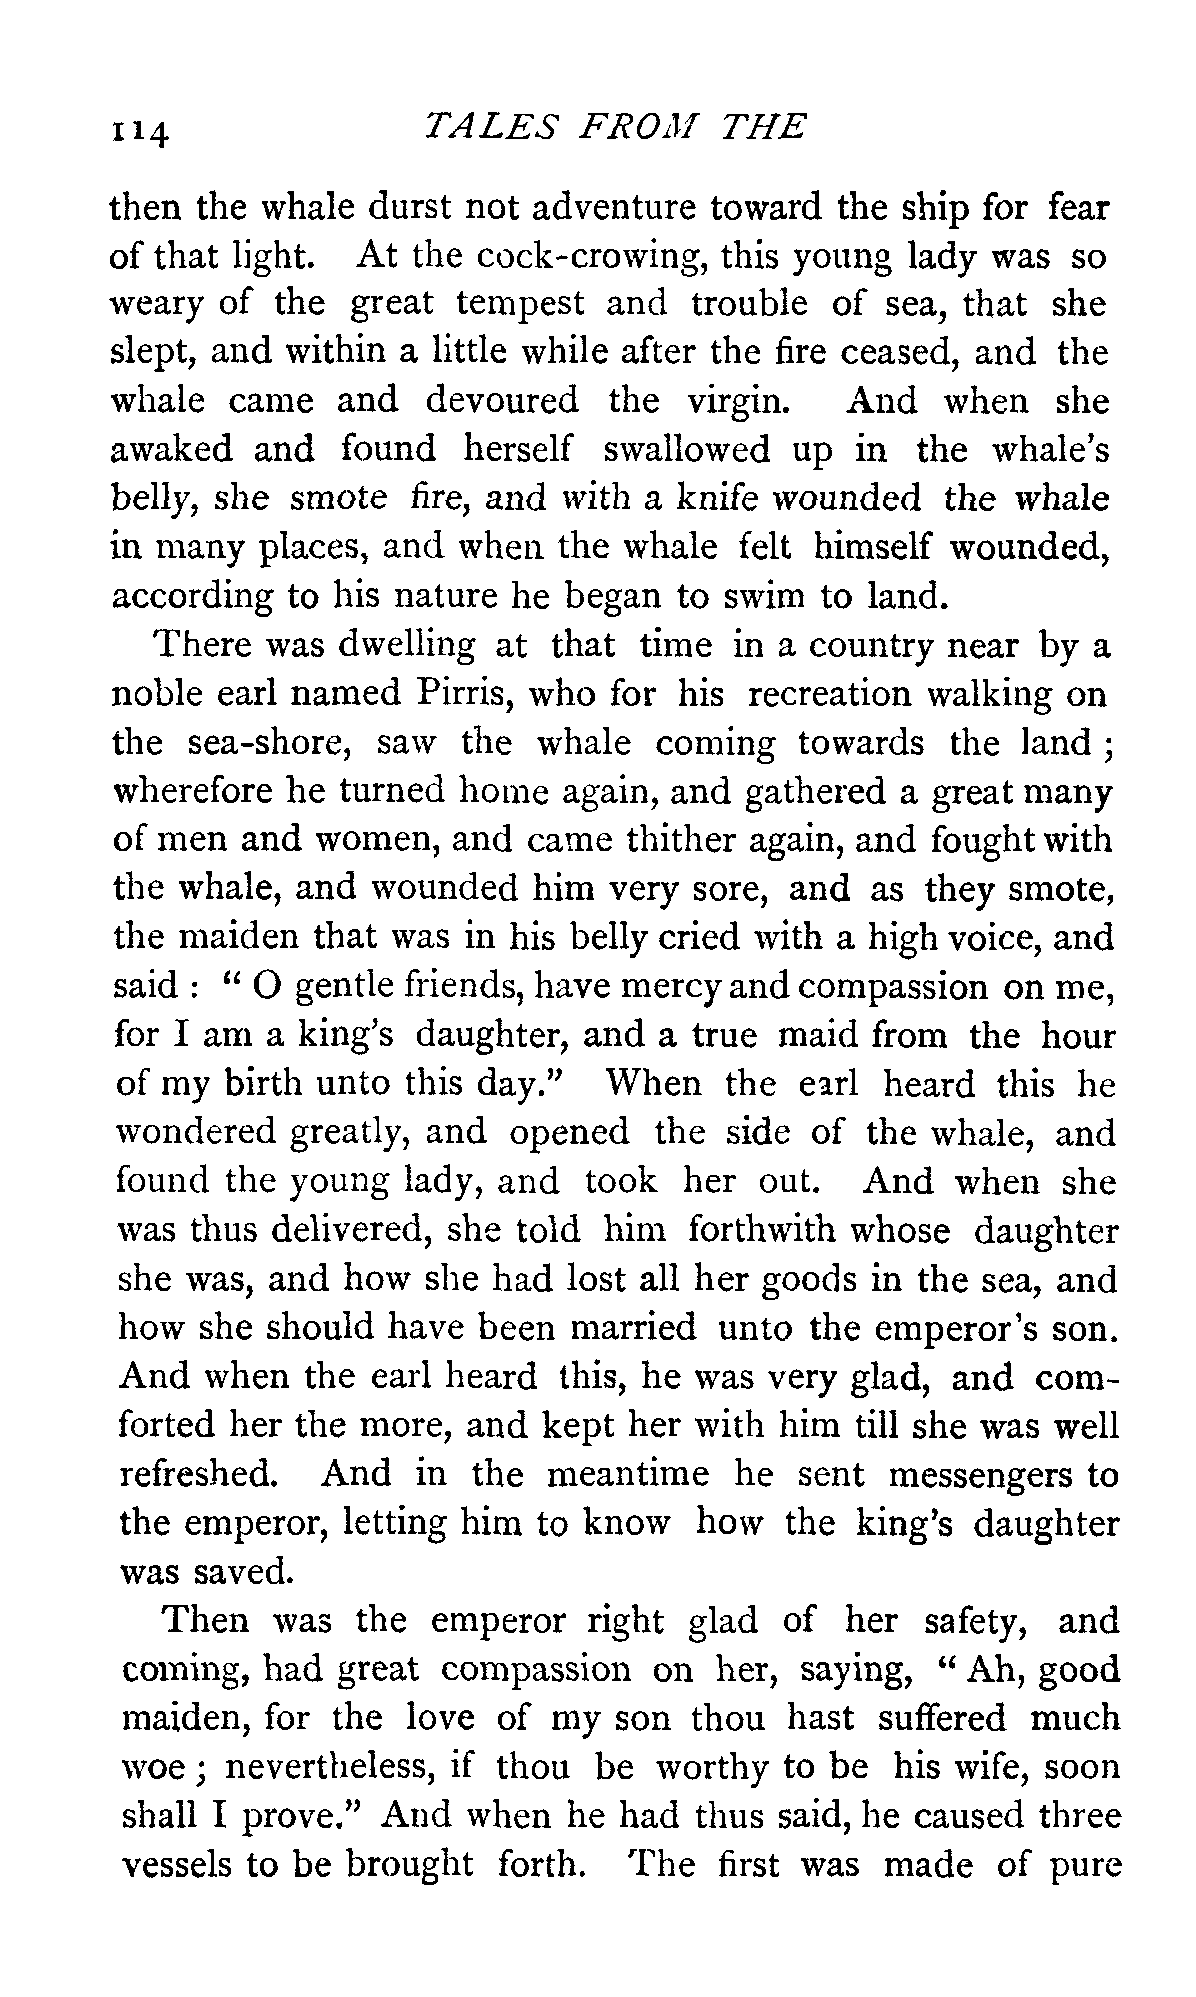 114 TALES FROM THE
then the whale durst not adventure toward the ship for fear
of that light. At the cock-crowing, this young lady was so
weary of the great tempest and trouble of sea, that she
slept, and within a little while after the fire ceased, and the
whale came and devoured the virgin. And when she
awaked and found herself swallowed up in the whale's
belly, she smote fire, and with a knife wounded the whale
in many places, and when the whale felt himself wounded,
according to his nature he began to swim to land.
There was dwelling at that time in a country near by a
noble earl named Pirris, who for his recreation walking on
the sea-shore, saw the whale coming towards the land ;
wherefore he turned home again, and gathered a great many
of men and women, and came thither again, and fought with
the whale, and wounded him very sore, and as they smote,
the maiden that was in his belly cried with a high voice, and
said : “ O gentle friends, have mercy and compassion on me,
for I am a king's daughter, and a true maid from the hour
of my birth unto this day.” When the earl heard this he
wondered greatly, and opened the side of the whale, and
found the young lady, and took her out. And when she
was thus delivered, she told him forthwith whose daughter
she was, and how she had lost all her goods in the sea, and
how she should have been married unto the emperor's son.
And when the earl heard this, he was very glad, and com-
forted her the more, and kept her with him till she was well
refreshed. And in the meantime he sent messengers to
the emperor, letting him to know how the king's daughter
was saved.
Then was the emperor right glad of her safety, and
coming, had great compassion on her, saying, “ Ah, good
maiden, for the love of my son thou hast suffered much
woe ; nevertheless, if thou be worthy to be his wife, soon
shall I prove.” And when he had thus said, he caused three
vessels to be brought forth. The first was made of pure